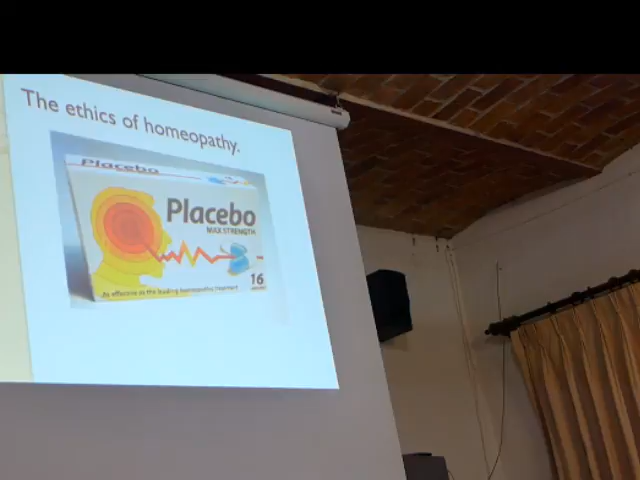 The ethics of homeopathy.
Placebo
Placebo
MAX STRENGTH
16
As effective as the leading homeopathic treatment